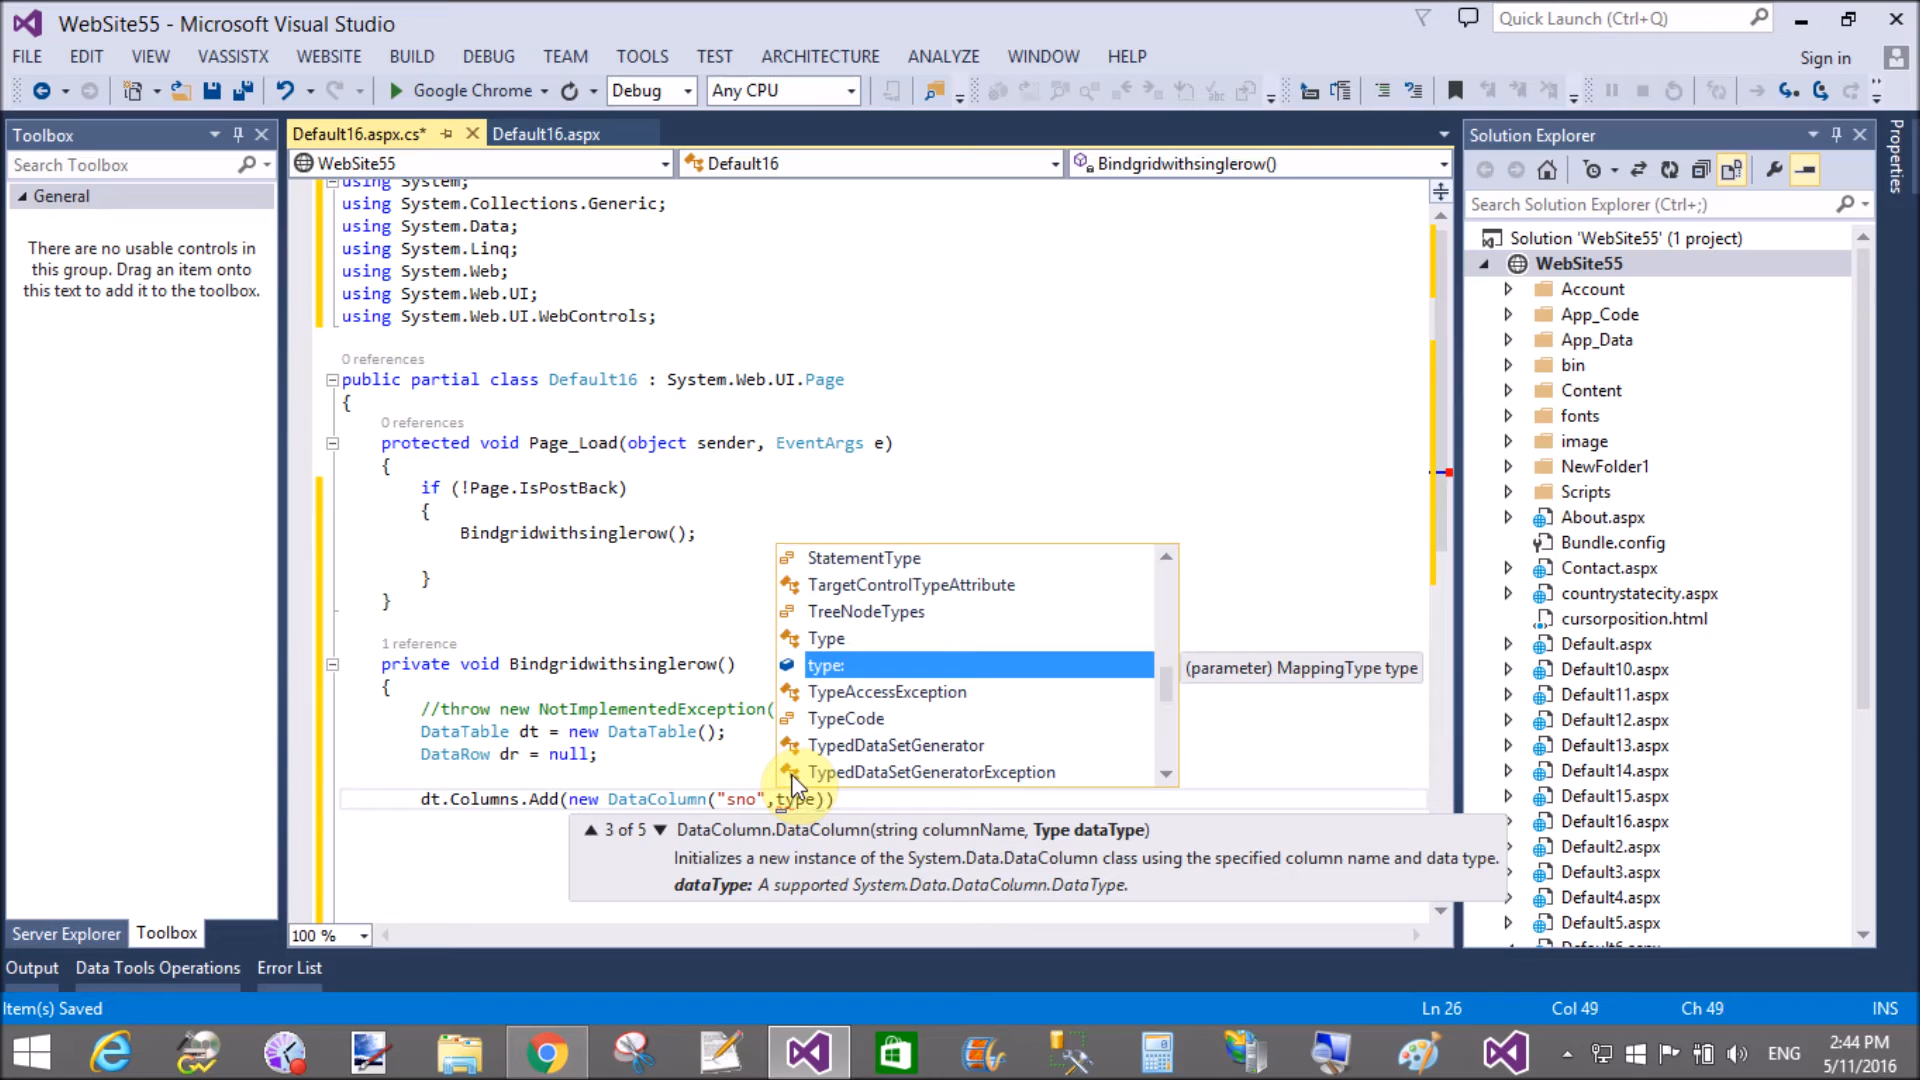 WebSite55 - Microsoft Visual Studio
Quick Launch (Ctrl+Q)
FILE EDIT VIEW VASSISTX WEBSITE BUILD DEBUG TEAM TOOLS TEST ARCHITECTURE ANALYZE WINDOW HELP
Sign in
Google Chrome Debug Any CPU
Toolbox
Search Toolbox
General
There are no usable controls in
this group. Drag an item onto
this text to add it to the toolbox.
Server Explorer Toolbox
Default16.aspx.cs* Default16.aspx
WebSite55 Default16 Bindgridwithsinglerow()
using System;
using System.Collections.Generic;
using System.Data;
using System.Linq;
using System.Web;
using System.Web.UI;
using System.Web.UI.WebControls;
0 references
public partial class Default16 : System.Web.UI.Page
{
0 references
protected void Page_Load(object sender, EventArgs e)
{
if (!Page.IsPostBack)
{
Bindgridwithsinglerow();
}
}
1 reference
private void Bindgridwithsinglerow()
{
//throw new NotImplementedException(
DataTable dt = new DataTable();
DataRow dr = null;
dt.Columns.Add(new DataColumn("sno",type))
StatementType
TargetControlTypeAttribute
TreeNodeTypes
Type
type:
TypeAccessException
TypeCode
TypedDataSetGenerator
TypedDataSetGeneratorException
(parameter) MappingType type
3 of 5 DataColumn.DataColumn(string columnName, Type dataType)
Initializes a new instance of the System.Data.DataColumn class using the specified column name and data type.
dataType: A supported System.Data.DataColumn.DataType.
100 %
Solution Explorer
Search Solution Explorer (Ctrl+;)
Solution 'WebSite55' (1 project)
WebSite55
Account
App_Code
App_Data
bin
Content
fonts
image
NewFolder1
Scripts
About.aspx
Bundle.config
Contact.aspx
countrystatecity.aspx
cursorposition.html
Default.aspx
Default10.aspx
Default11.aspx
Default12.aspx
Default13.aspx
Default14.aspx
Default15.aspx
Default16.aspx
Default2.aspx
Default3.aspx
Default4.aspx
Default5.aspx
Default6.aspx
Properties
Output Data Tools Operations Error List
Item(s) Saved
Ln 26 Col 49 Ch 49 INS
ENG
2:44 PM
5/11/2016